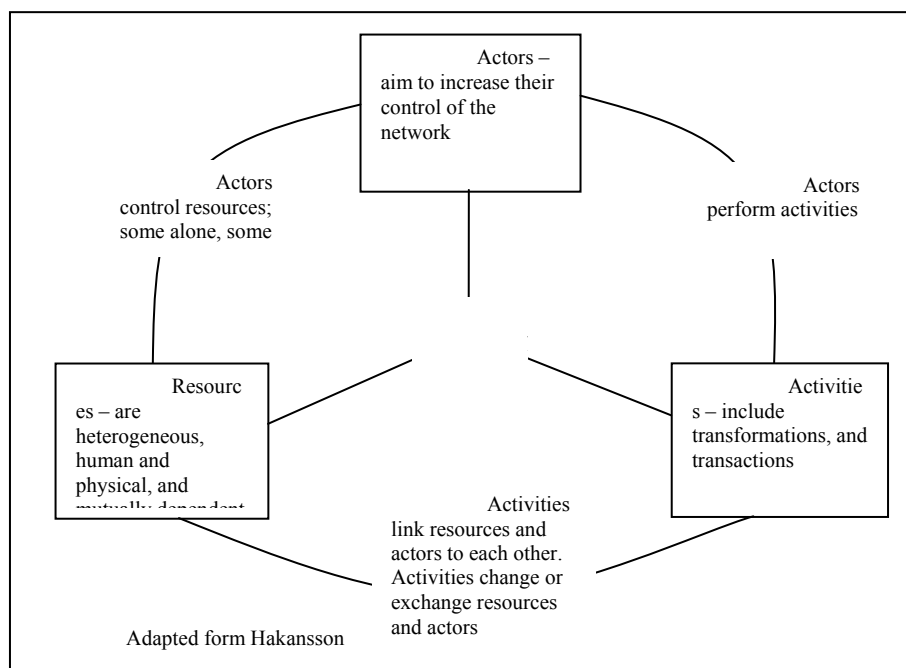 Actors –
aim to increase their
control of the
network
Actors
control resources;
some alone, some
Actors
perform activities
Resourc
es – are
heterogeneous,
human and
physical, and
mutually dependent
Activitie
s – include
transformations, and
transactions
Activities
link resources and
actors to each other.
Activities change or
exchange resources
and actors
Adapted form Hakansson